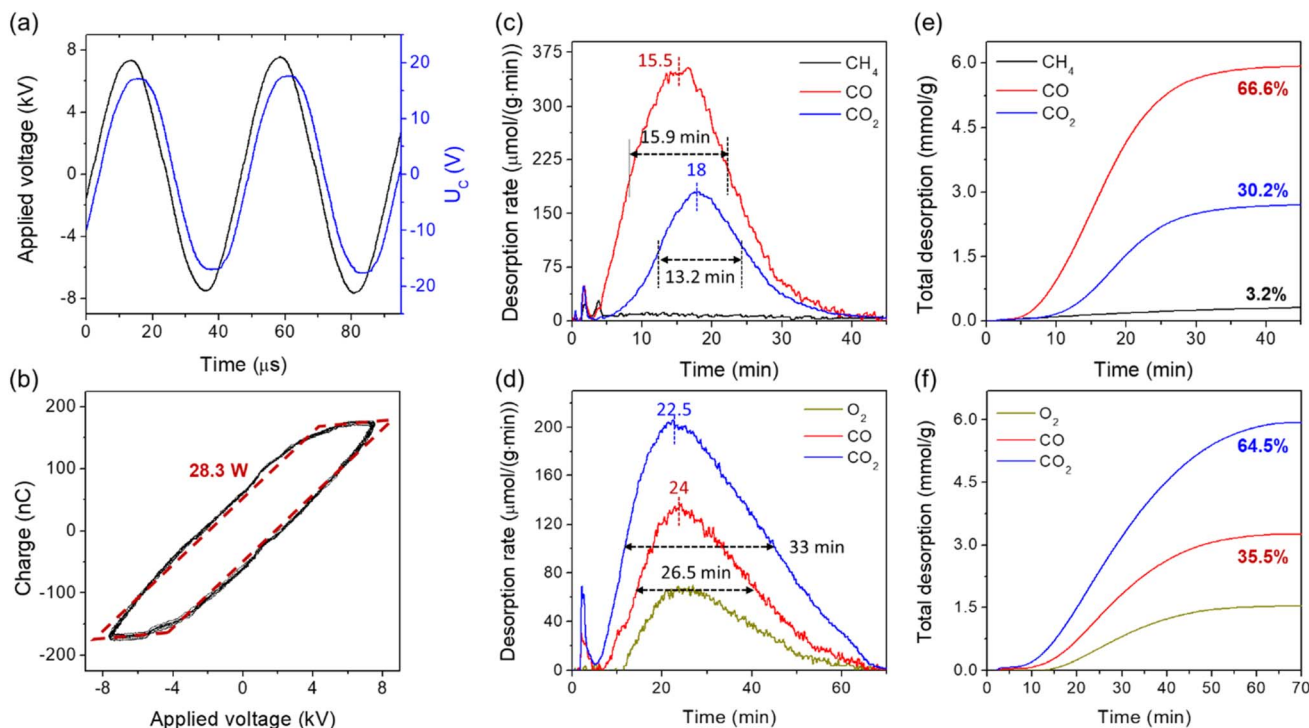 (a)
Applied voltage (kV)
8
4
0
-4
-8
20
10
0
-10
-20
U_C (V)
0 20 40 60 80
Time (μs)
(b)
Charge (nC)
200
100
0
-100
-200
28.3 W
-8 -4 0 4 8
Applied voltage (kV)
(c)
Desorption rate (μmol/(g·min))
375
300
225
150
75
0
15.5
CH₄
CO
CO₂
15.9 min
18
13.2 min
0 10 20 30 40
Time (min)
(d)
Desorption rate (μmol/(g·min))
200
160
120
80
40
0
22.5
O₂
CO
CO₂
24
33 min
26.5 min
0 20 40 60
Time (min)
(e)
Total desorption (mmol/g)
6.0
4.5
3.0
1.5
0.0
CH₄
CO
CO₂
66.6%
30.2%
3.2%
0 10 20 30 40
Time (min)
(f)
Total desorption (mmol/g)
6.0
4.5
3.0
1.5
0.0
O₂
CO
CO₂
64.5%
35.5%
0 10 20 30 40 50 60 70
Time (min)